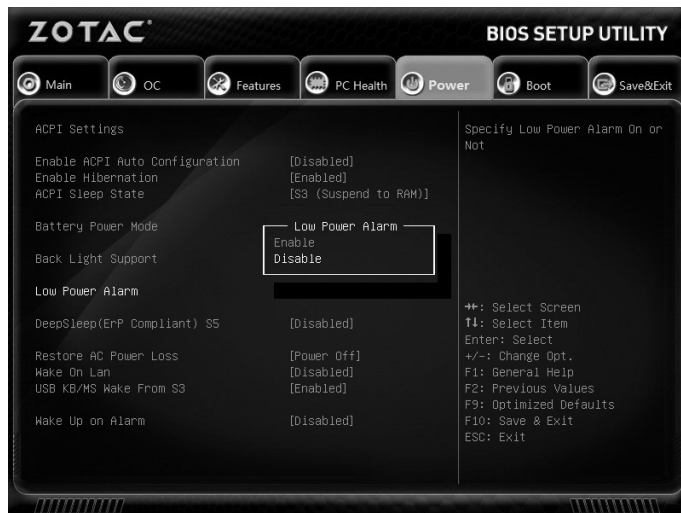 ZOTAC
BIOS SETUP UTILITY
Main
OC
Features
PC Health
Power
Boot
Save&Exit
ACPI Settings
Enable ACPI Auto Configuration [Disabled]
Enable Hibernation [Enabled]
ACPI Sleep State [S3 (Suspend to RAM)]
Battery Power Mode
Back Light Support
Low Power Alarm
Enable
Disable
Low Power Alarm
DeepSleep(ErP Compliant) S5 [Disabled]
Restore AC Power Loss [Power Off]
Wake On Lan [Disabled]
USB KB/MS Wake From S3 [Enabled]
Wake Up on Alarm [Disabled]
Specify Low Power Alarm On or
Not
→←: Select Screen
↑↓: Select Item
Enter: Select
+/-: Change Opt.
F1: General Help
F2: Previous Values
F9: Optimized Defaults
F10: Save & Exit
ESC: Exit